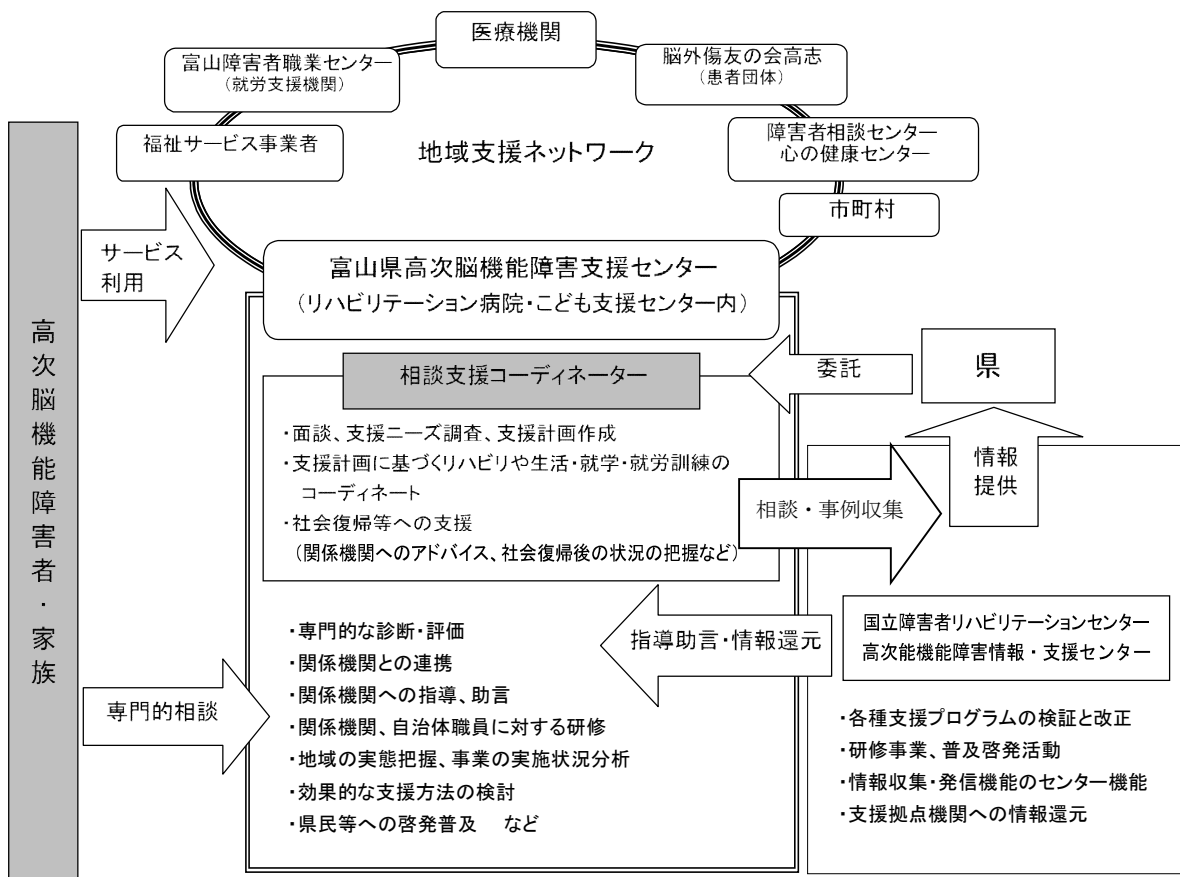 医療機関
富山障害者職業センター
(就労支援機関)
脳外傷友の会高志
(患者団体)
福祉サービス事業者
地域支援ネットワーク
障害者相談センター
心の健康センター
市町村
サービス
利用
富山県高次脳機能障害支援センター
(リハビリテーション病院・こども支援センター内)
高次脳機能障害者・家族
相談支援コーディネーター
委託
県
・面談、支援ニーズ調査、支援計画作成
・支援計画に基づくリハビリや生活・就学・就労訓練の
コーディネート
・社会復帰等への支援
(関係機関へのアドバイス、社会復帰後の状況の把握など)
相談・事例収集
情報
提供
国立障害者リハビリテーションセンター
高次能機能障害情報・支援センター
指導助言・情報還元
専門的相談
・専門的な診断・評価
・関係機関との連携
・関係機関への指導、助言
・関係機関、自治体職員に対する研修
・地域の実態把握、事業の実施状況分析
・効果的な支援方法の検討
・県民等への啓発普及 など
・各種支援プログラムの検証と改正
・研修事業、普及啓発活動
・情報収集・発信機能のセンター機能
・支援拠点機関への情報還元